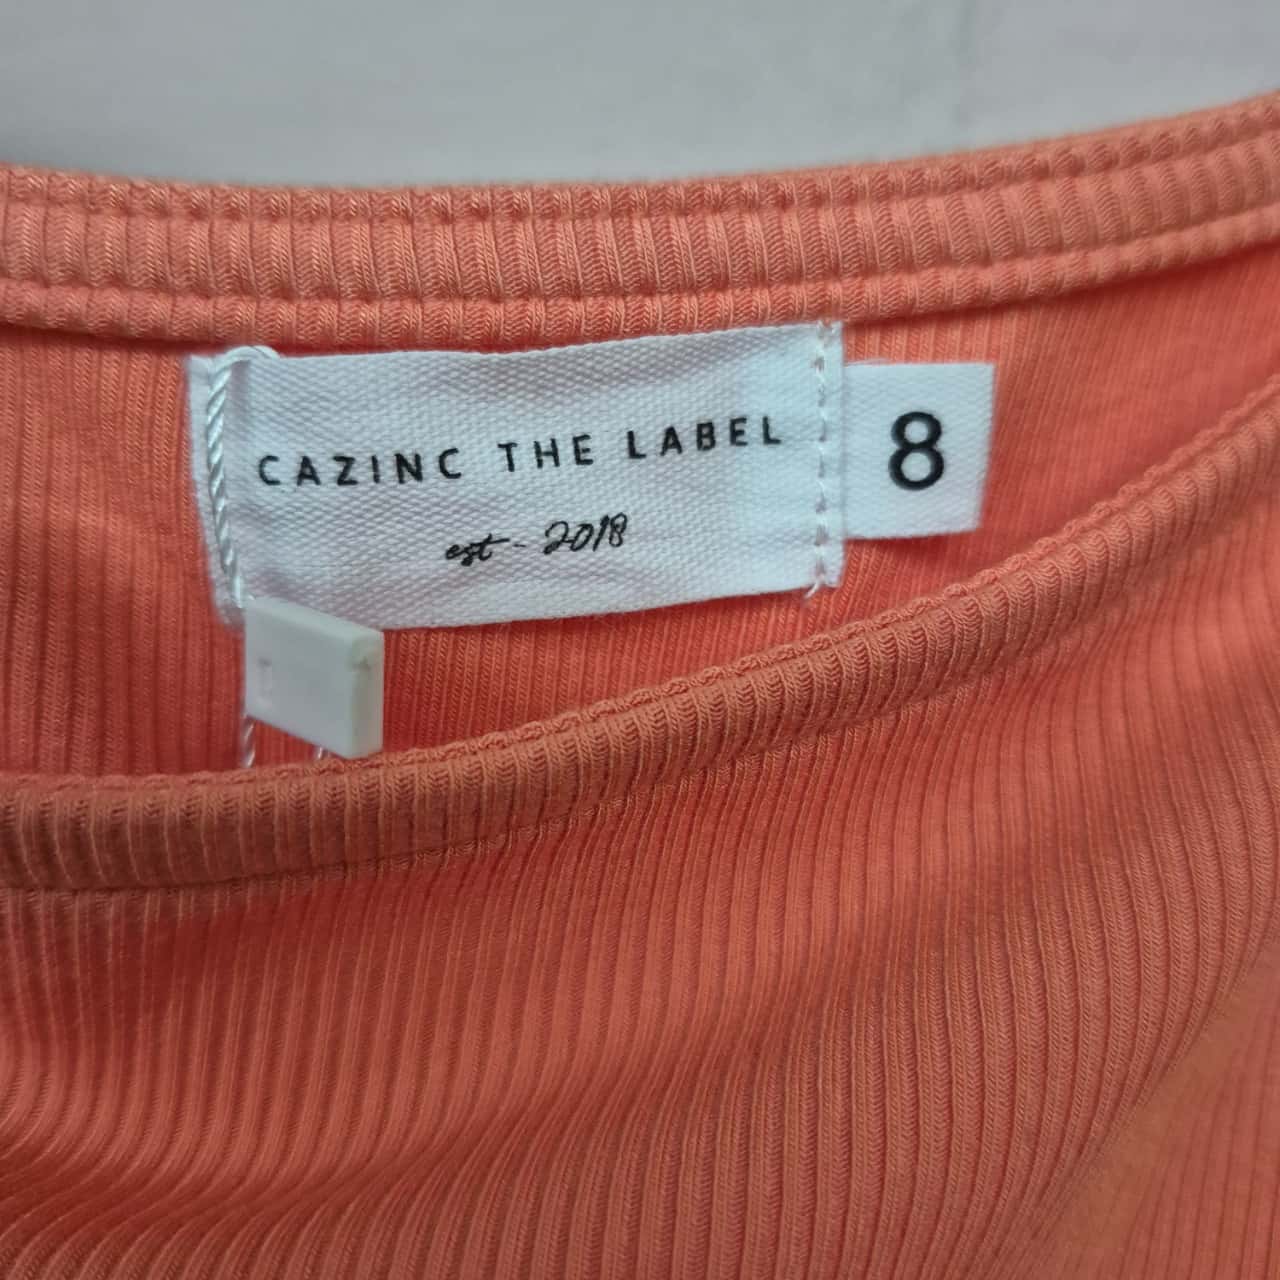 CAZINC THE LABEL
8
est - 2018